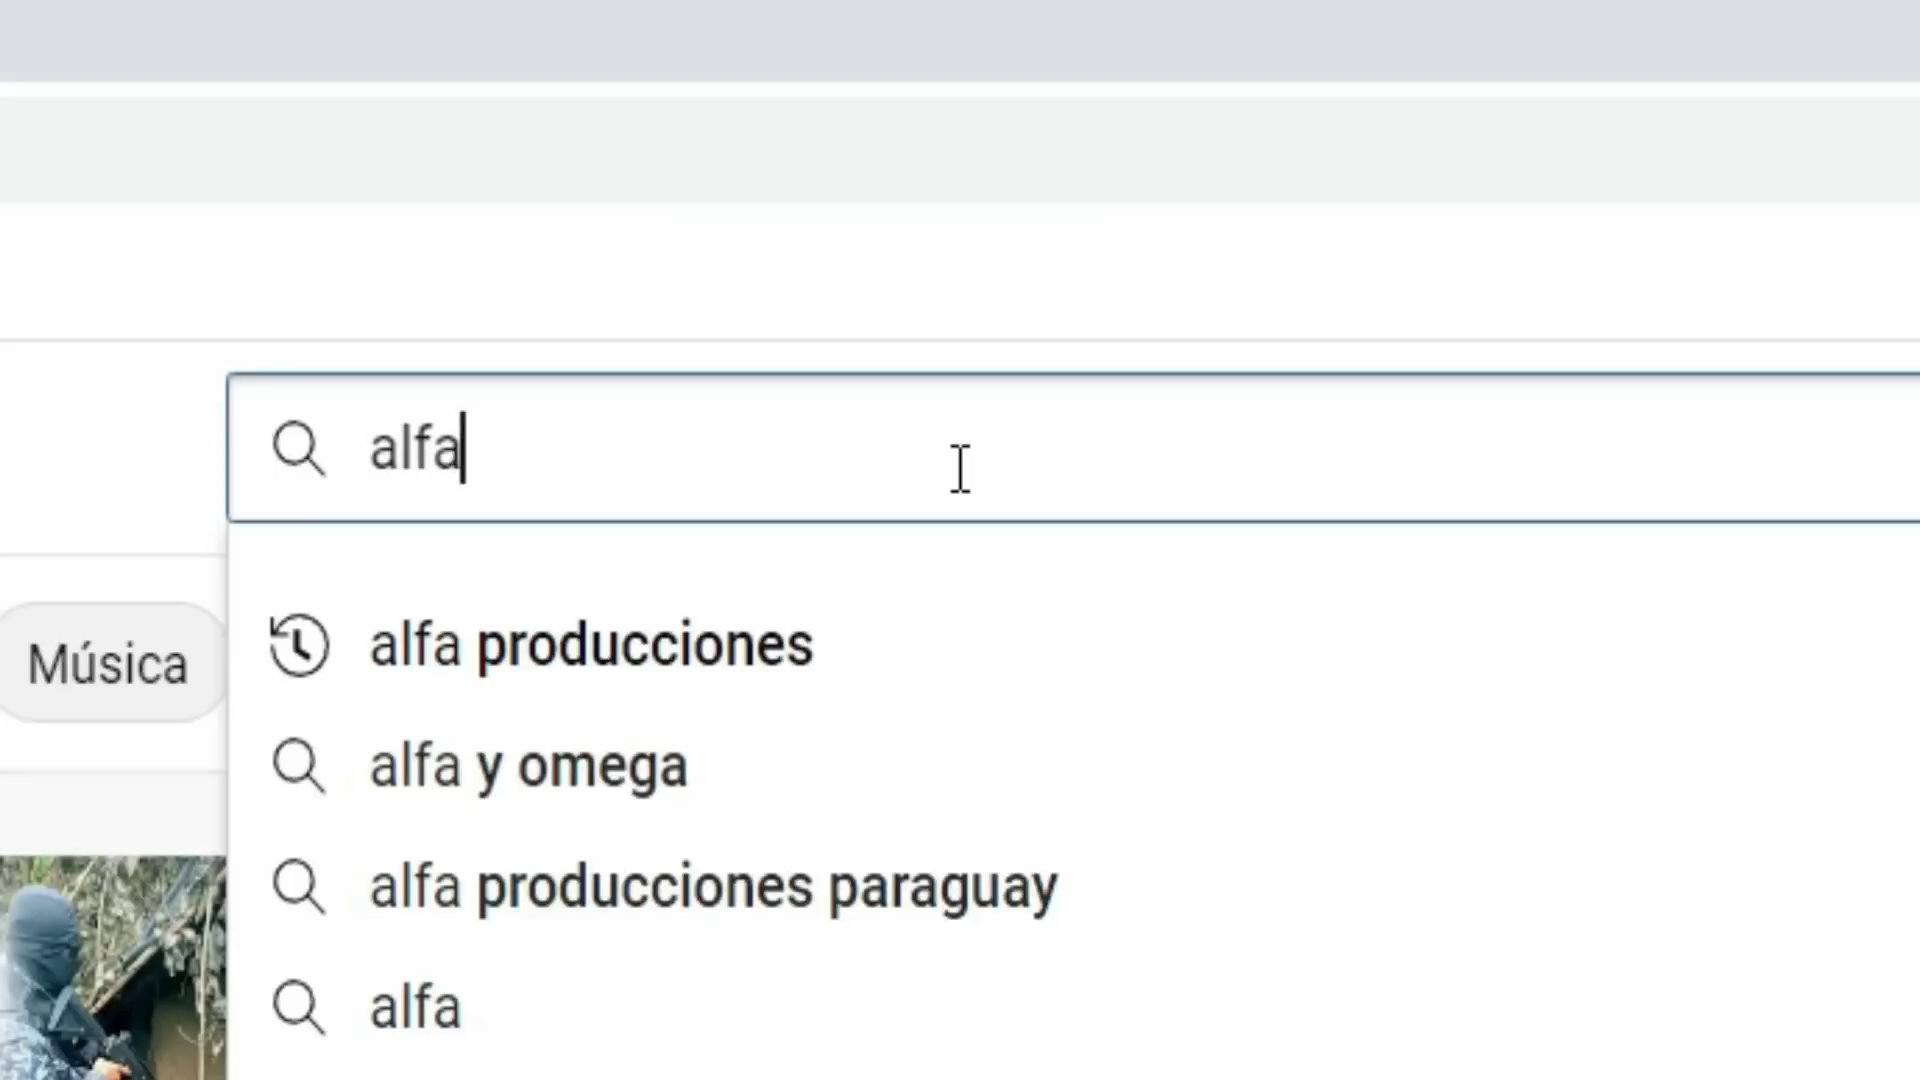 alfa
Música
alfa producciones
alfa y omega
alfa producciones paraguay
alfa